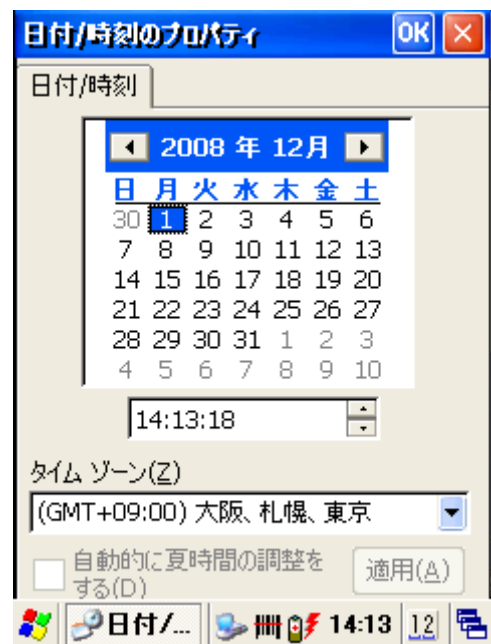 日付/時刻のプロパティ OK
日付/時刻
2008 年 12月
日 月 火 水 木 金 土
30 1 2 3 4 5 6
7 8 9 10 11 12 13
14 15 16 17 18 19 20
21 22 23 24 25 26 27
28 29 30 31 1 2 3
4 5 6 7 8 9 10
14:13:18
タイム ゾーン(Z)
(GMT+09:00) 大阪、札幌、東京
自動的に夏時間の調整を
する(D)
適用(A)
日付/... 14:13 12